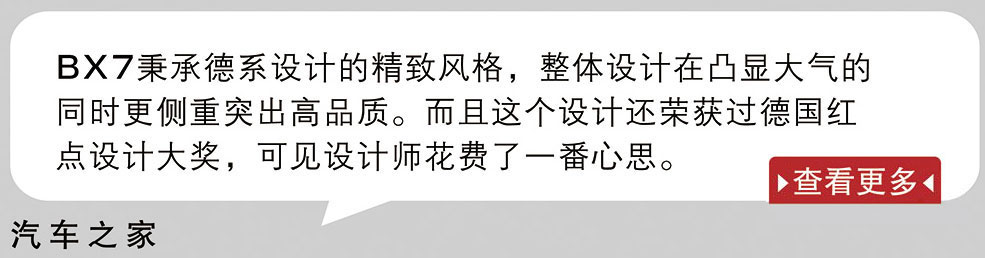 BX7秉承德系设计的精致风格，整体设计在凸显大气的
同时更侧重突出高品质。而且这个设计还荣获过德国红
点设计大奖，可见设计师花费了一番心思。
查看更多
汽车之家